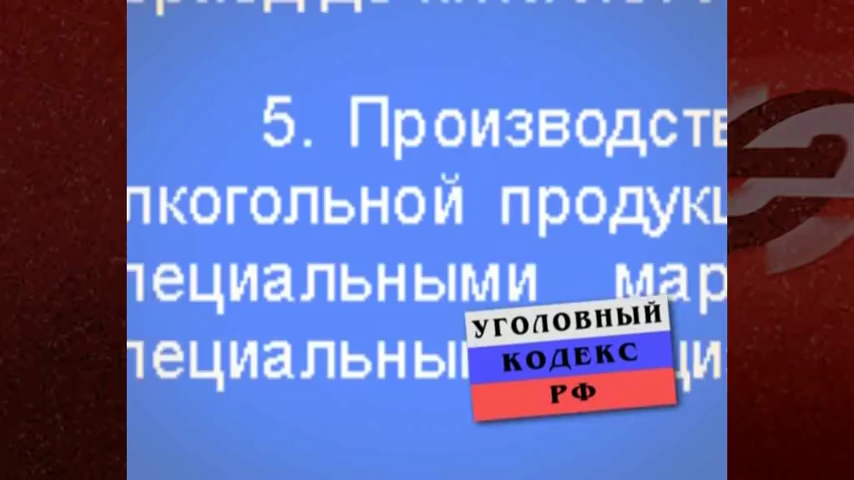 5. Производств
лкогольной продукц
пециальными мар
пециальны
УГОЛОВНЫЙ
КОДЕКС
РФ